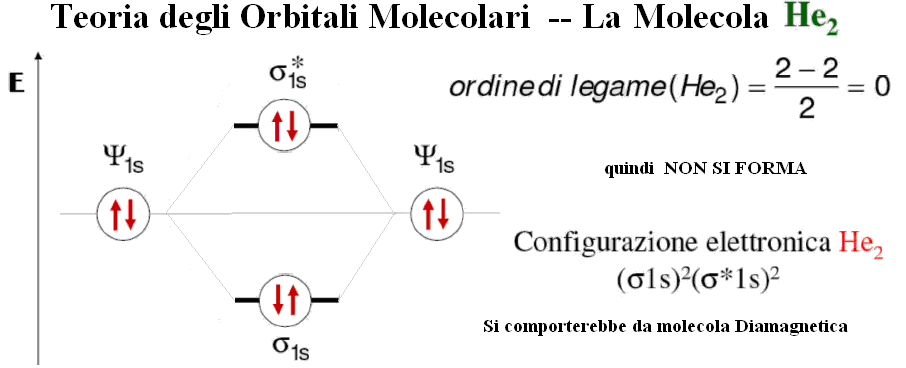 Teoria degli Orbitali Molecolari -- La Molecola He₂
E
σ*1s
ordine di legame(He₂) = (2 – 2)/2 = 0
Ψ1s
Ψ1s
quindi NON SI FORMA
Configurazione elettronica He₂
(σ1s)²(σ*1s)²
Si comporterebbe da molecola Diamagnetica
σ1s